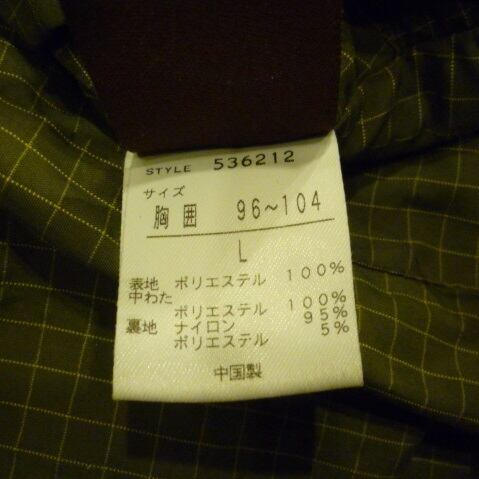 STYLE 536212
サイズ
胸囲 96~104
L
表地 ポリエステル 100%
中わた
ポリエステル 100%
裏地 ナイロン 95%
ポリエステル 5%
中国製